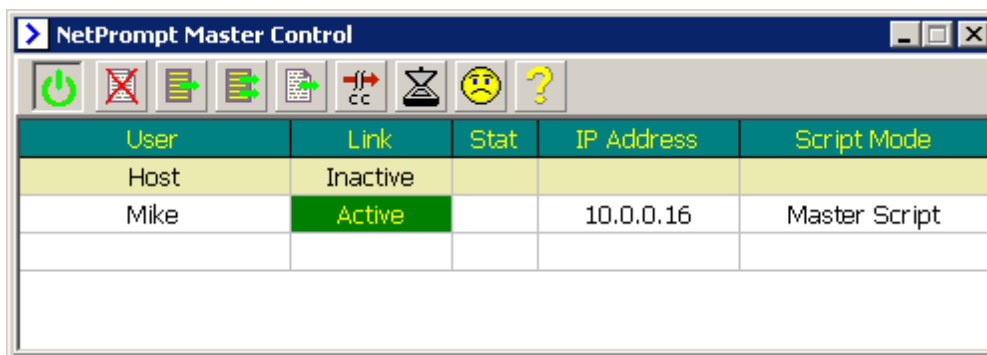 NetPrompt Master Control
cc
User Link Stat IP Address Script Mode
Host Inactive
Mike Active 10.0.0.16 Master Script